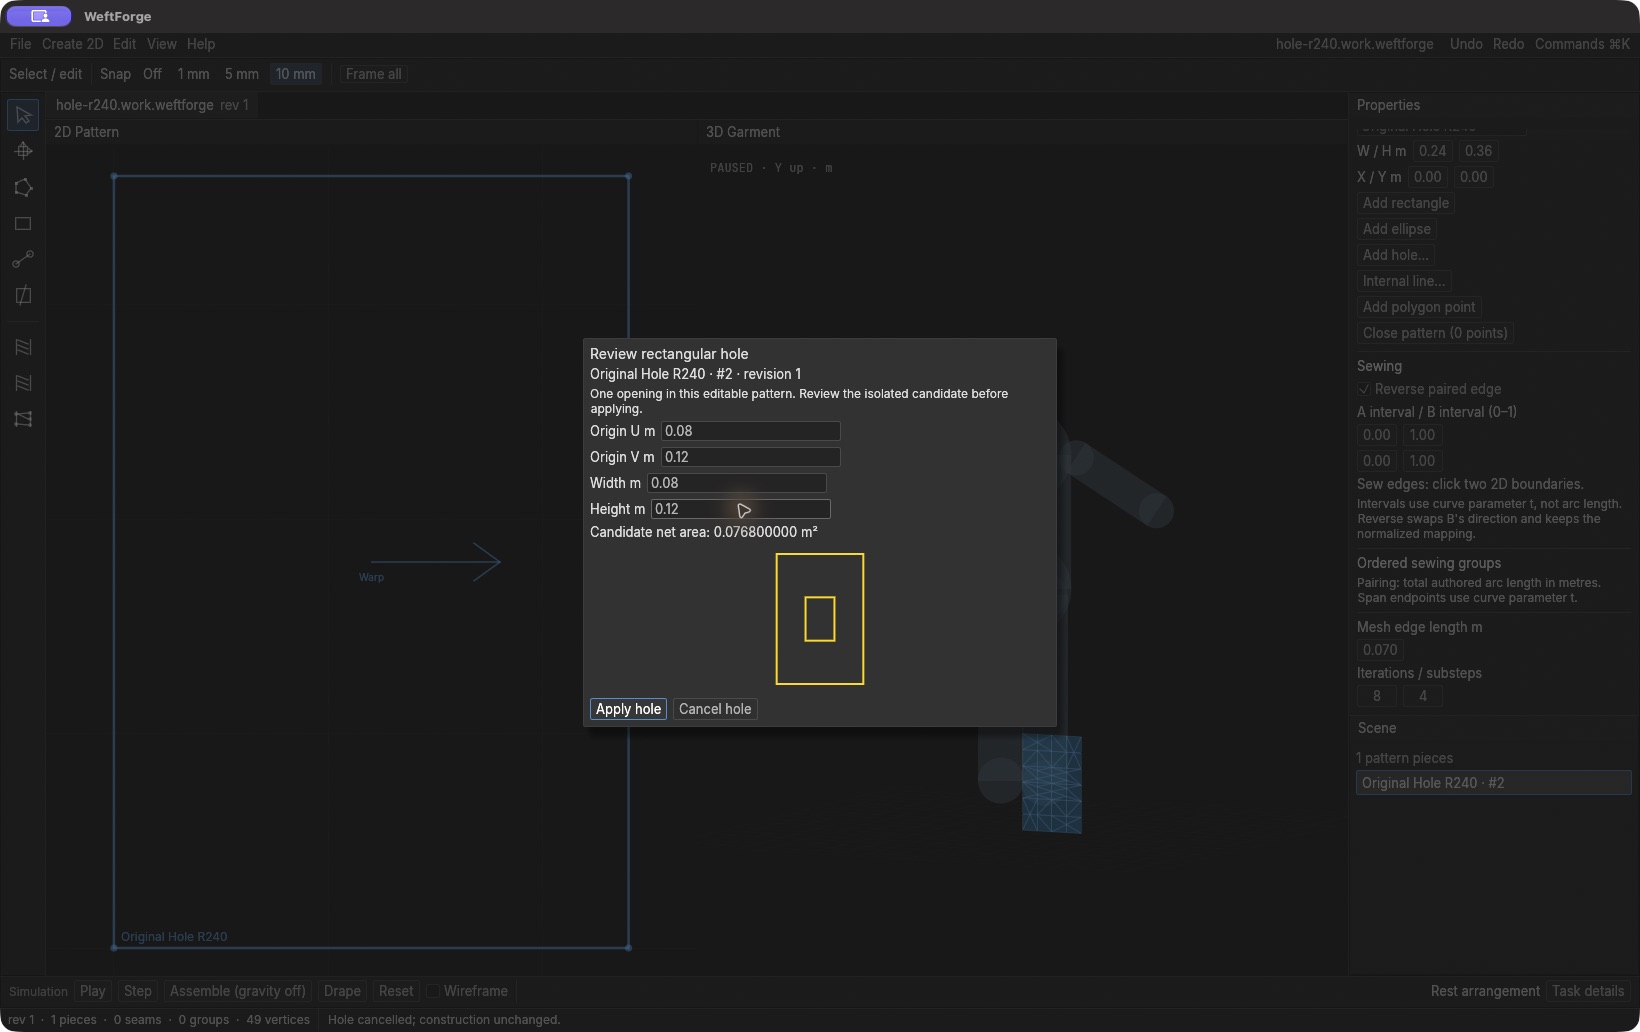 WeftForge
File Create 2D Edit View Help
hole-r240.work.weftforge Undo Redo Commands ⌘K
Select / edit Snap Off 1 mm 5 mm 10 mm Frame all
hole-r240.work.weftforge rev 1
2D Pattern
3D Garment
PAUSED · Y up · m
Warp
Original Hole R240
Review rectangular hole
Original Hole R240 · #2 · revision 1
One opening in this editable pattern. Review the isolated candidate before
applying.
Origin U m 0.08
Origin V m 0.12
Width m 0.08
Height m 0.12
Candidate net area: 0.076800000 m²
Apply hole Cancel hole
Properties
Original Hole R240
W / H m 0.24 0.36
X / Y m 0.00 0.00
Add rectangle
Add ellipse
Add hole...
Internal line...
Add polygon point
Close pattern (0 points)
Sewing
Reverse paired edge
A interval / B interval (0–1)
0.00 1.00
0.00 1.00
Sew edges: click two 2D boundaries.
Intervals use curve parameter t, not arc length.
Reverse swaps B's direction and keeps the
normalized mapping.
Ordered sewing groups
Pairing: total authored arc length in metres.
Span endpoints use curve parameter t.
Mesh edge length m
0.070
Iterations / substeps
8 4
Scene
1 pattern pieces
Original Hole R240 · #2
Simulation Play Step Assemble (gravity off) Drape Reset Wireframe
Rest arrangement Task details
rev 1 · 1 pieces · 0 seams · 0 groups · 49 vertices Hole cancelled; construction unchanged.